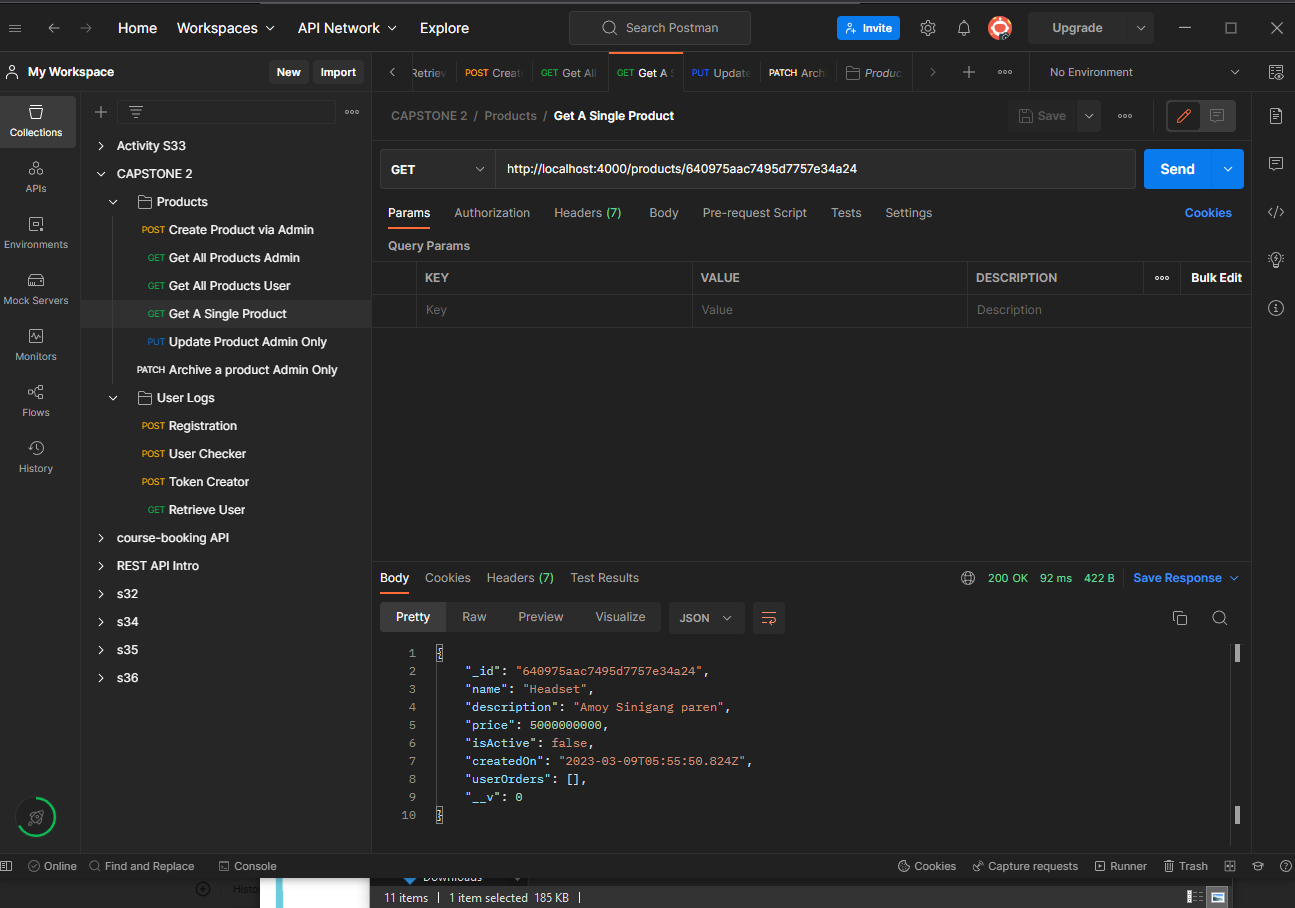 Home Workspaces API Network Explore Search Postman Invite Upgrade
My Workspace New Import
Retriev POST Creat GET Get All GET Get A S PUT Update PATCH Arch Produc No Environment
Collections
APIs
Environments
Mock Servers
Monitors
Flows
History
Activity S33
CAPSTONE 2
Products
POST Create Product via Admin
GET Get All Products Admin
GET Get All Products User
GET Get A Single Product
PUT Update Product Admin Only
PATCH Archive a product Admin Only
User Logs
POST Registration
POST User Checker
POST Token Creator
GET Retrieve User
course-booking API
REST API Intro
s32
s34
s35
s36
CAPSTONE 2 / Products / Get A Single Product Save
GET http://localhost:4000/products/640975aac7495d7757e34a24 Send
Params Authorization Headers (7) Body Pre-request Script Tests Settings Cookies
Query Params
KEY VALUE DESCRIPTION Bulk Edit
Key Value Description
Body Cookies Headers (7) Test Results 200 OK 92 ms 422 B Save Response
Pretty Raw Preview Visualize JSON
1 {
2 "_id": "640975aac7495d7757e34a24",
3 "name": "Headset",
4 "description": "Amoy Sinigang paren",
5 "price": 5000000000,
6 "isActive": false,
7 "createdOn": "2023-03-09T05:55:50.824Z",
8 "userOrders": [],
9 "__v": 0
10 }
Online Find and Replace Console Cookies Capture requests Runner Trash
Histo Downloads
11 items 1 item selected 185 KB